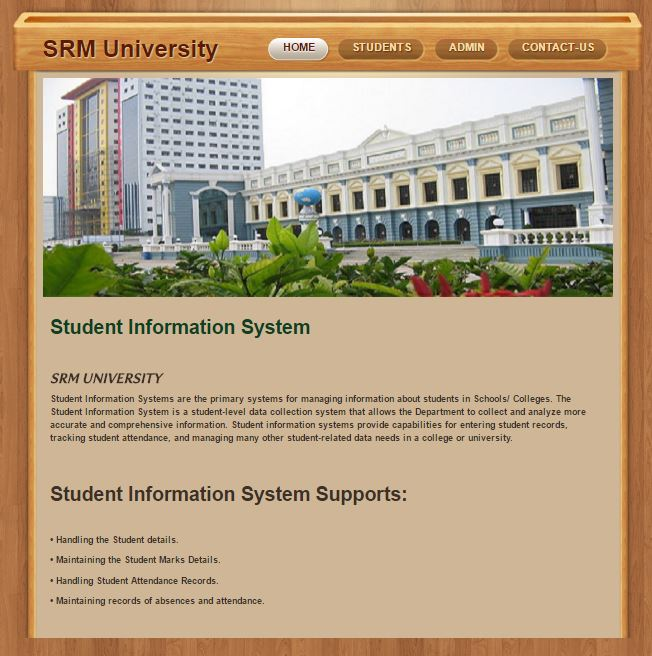 SRM University
HOME
STUDENTS
ADMIN
CONTACT-US
Student Information System
SRM UNIVERSITY
Student Information Systems are the primary systems for managing information about students in Schools/ Colleges. The
Student Information System is a student-level data collection system that allows the Department to collect and analyze more
accurate and comprehensive information. Student information systems provide capabilities for entering student records,
tracking student attendance, and managing many other student-related data needs in a college or university.
Student Information System Supports:
• Handling the Student details.
• Maintaining the Student Marks Details.
• Handling Student Attendance Records.
• Maintaining records of absences and attendance.